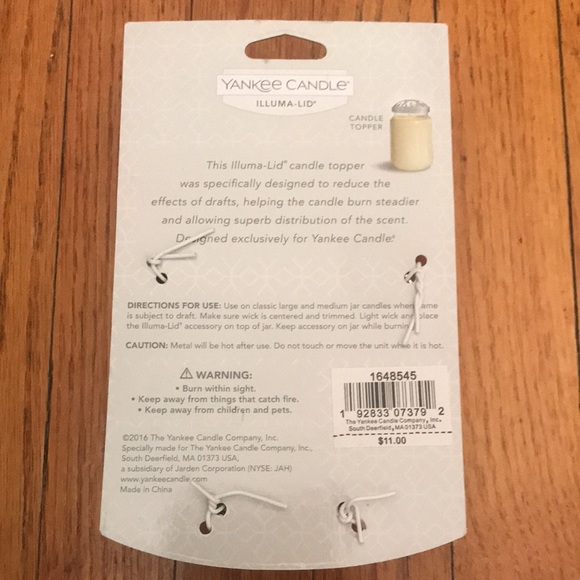 YANKEE CANDLE®
ILLUMA-LID®
CANDLE
TOPPER
This Illuma-Lid® candle topper
was specifically designed to reduce the
effects of drafts, helping the candle burn steadier
and allowing superb distribution of the scent.
Designed exclusively for Yankee Candle®
DIRECTIONS FOR USE: Use on classic large and medium jar candles when flame
is subject to draft. Make sure wick is centered and trimmed. Light wick and place
the Illuma-Lid® accessory on top of jar. Keep accessory on jar while burning.
CAUTION: Metal will be hot after use. Do not touch or move the unit while it is hot.
⚠ WARNING:
• Burn within sight.
• Keep away from things that catch fire.
• Keep away from children and pets.
1648545
1 92833 07379 2
The Yankee Candle Company, Inc.
South Deerfield, MA 01373 USA
$11.00
©2016 The Yankee Candle Company, Inc.
Specially made for The Yankee Candle Company, Inc.,
South Deerfield, MA 01373 USA,
a subsidiary of Jarden Corporation (NYSE: JAH)
www.yankeecandle.com
Made in China